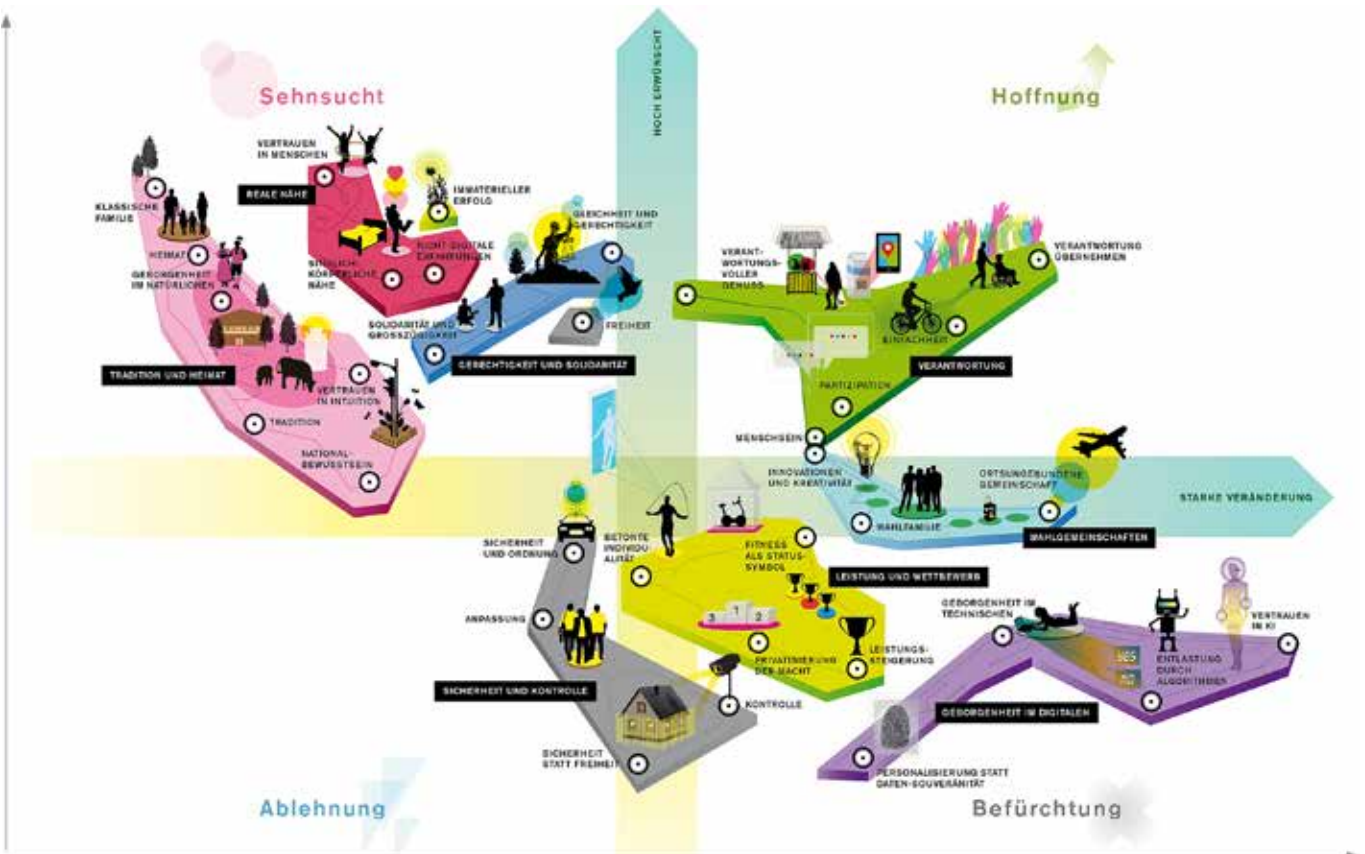 Sehnsucht
HOCH ERWÜNSCHT
Hoffnung
VERTRAUEN
IN MENSCHEN
REALE NÄHE
IMMATERIELLER
ERFOLG
KLASSISCHE
FAMILIE
HEIMAT
GEBORGENHEIT
IM NATÜRLICHEN
SINNLICH-
KÖRPERLICHE
NÄHE
NICHT-DIGITALE
ERFAHRUNGEN
GLEICHHEIT UND
GERECHTIGKEIT
SOLIDARITÄT UND
GROSSZÜGIGKEIT
FREIHEIT
GERECHTIGKEIT UND SOLIDARITÄT
TRADITION UND HEIMAT
VERTRAUEN
IN INTUITION
TRADITION
NATIONAL-
BEWUSSTSEIN
VERANT-
WORTUNGS-
VOLLER
GENUSS
VERANTWORTUNG
ÜBERNEHMEN
EINFACHHEIT
VERANTWORTUNG
PARTIZIPATION
MENSCHSEIN
INNOVATIONEN
UND KREATIVITÄT
ORTSUNGEBUNDENE
GEMEINSCHAFT
STARKE VERÄNDERUNG
WAHLFAMILIE
WAHLGEMEINSCHAFTEN
SICHERHEIT
UND ORDNUNG
BETONTE
INDIVIDU-
ALITÄT
FITNESS
ALS STATUS-
SYMBOL
LEISTUNG UND WETTBEWERB
ANPASSUNG
3 1 2
PRIVATISIERUNG
DER MACHT
LEISTUNGS-
STEIGERUNG
SICHERHEIT UND KONTROLLE
KONTROLLE
SICHERHEIT
STATT FREIHEIT
GEBORGENHEIT IM
TECHNISCHEN
VERTRAUEN
IM KI
ENTLASTUNG
DURCH
ALGORITHMEN
GEBORGENHEIT IM DIGITALEN
PERSONALISIERUNG STATT
DATEN-SOUVERÄNITÄT
Ablehnung
Befürchtung